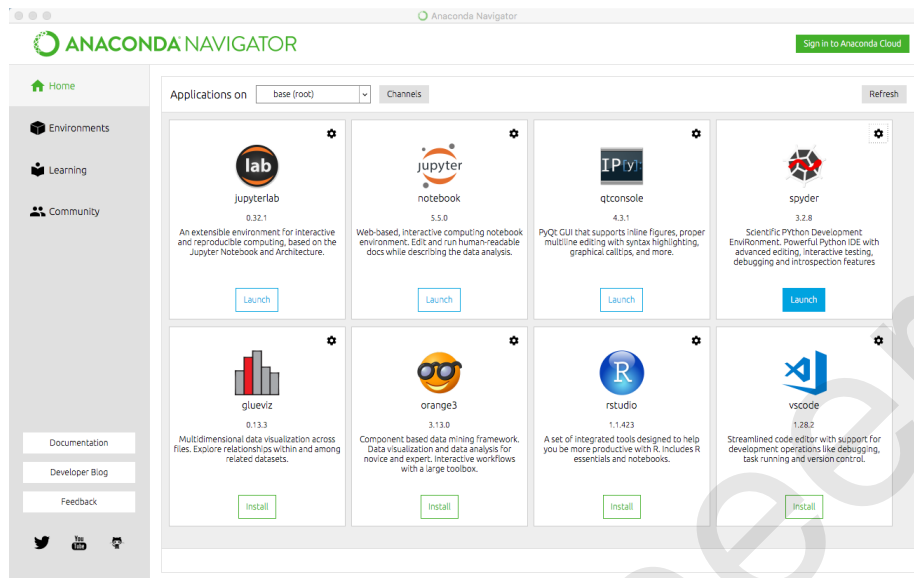 Anaconda Navigator
ANACONDA NAVIGATOR
Sign in to Anaconda Cloud
Home
Environments
Learning
Community
Applications on
base (root)
Channels
Refresh
lab
jupyterlab
0.32.1
An extensible environment for interactive
and reproducible computing, based on the
Jupyter Notebook and Architecture.
Launch
jupyter
notebook
5.5.0
Web-based, interactive computing notebook
environment. Edit and run human-readable
docs while describing the data analysis.
Launch
IP[y]:
qtconsole
4.3.1
PyQt GUI that supports inline figures, proper
multiline editing with syntax highlighting,
graphical calltips, and more.
Launch
spyder
3.2.8
Scientific PYthon Development
EnviRonment. Powerful Python IDE with
advanced editing, interactive testing,
debugging and introspection features
Launch
glueviz
0.13.3
Multidimensional data visualization across
files. Explore relationships within and among
related datasets.
Install
orange3
3.13.0
Component based data mining framework.
Data visualization and data analysis for
novice and expert. Interactive workflows
with a large toolbox.
Install
R
rstudio
1.1.423
A set of integrated tools designed to help
you be more productive with R. Includes R
essentials and notebooks.
Install
vscode
1.28.2
Streamlined code editor with support for
development operations like debugging,
task running and version control.
Install
Documentation
Developer Blog
Feedback
You
Tube